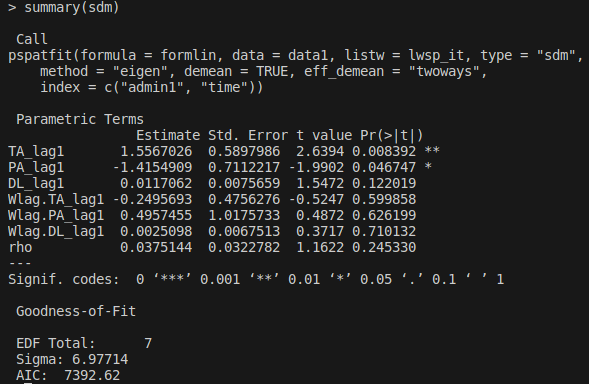 > summary(sdm)
 Call
pspatfit(formula = formlin, data = data1, listw = lwsp_it, type = "sdm",
    method = "eigen", demean = TRUE, eff_demean = "twoways",
    index = c("admin1", "time"))
 Parametric Terms
                Estimate Std. Error t value Pr(>|t|)
TA_lag1        1.5567026  0.5897986  2.6394 0.008392 **
PA_lag1       -1.4154909  0.7112217 -1.9902 0.046747 *
DL_lag1        0.0117062  0.0075659  1.5472 0.122019
Wlag.TA_lag1 -0.2495693  0.4756276 -0.5247 0.599858
Wlag.PA_lag1  0.4957455  1.0175733  0.4872 0.626199
Wlag.DL_lag1  0.0025098  0.0067513  0.3717 0.710132
rho            0.0375144  0.0322782  1.1622 0.245330
---
Signif. codes:  0 ‘***’ 0.001 ‘**’ 0.01 ‘*’ 0.05 ‘.’ 0.1 ‘ ’ 1
 Goodness-of-Fit
 EDF Total:      7
 Sigma: 6.97714
 AIC:  7392.62